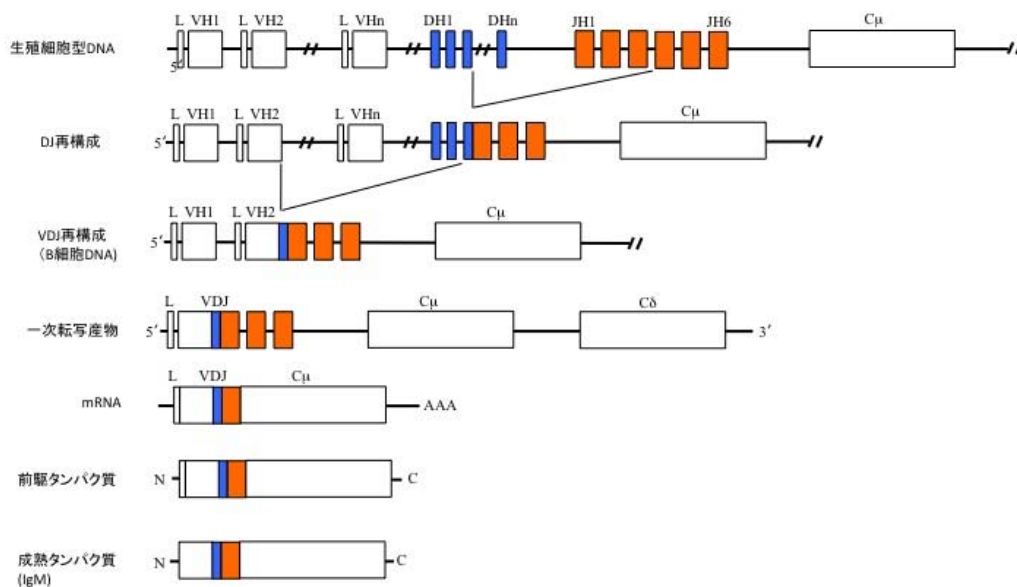 L VH1 L VH2 L VHn DH1 DHn JH1 JH6 Cμ
生殖細胞型DNA
5′
L VH1 L VH2 L VHn Cμ
DJ再構成 5′
L VH1 L VH2 Cμ
VDJ再構成
(B細胞DNA)
5′
L VDJ Cμ Cδ
一次転写産物 5′ 3′
L VDJ Cμ
mRNA AAA
前駆タンパク質 N C
成熟タンパク質 N C
(IgM)